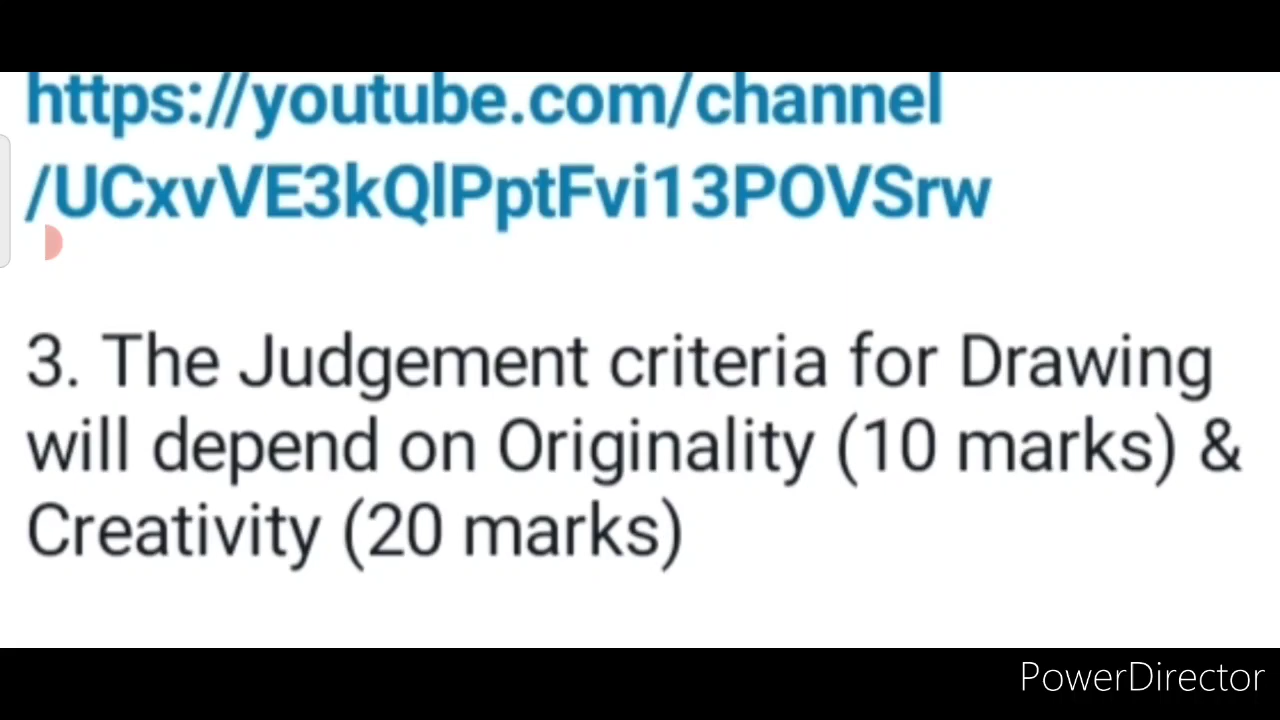 https://youtube.com/channel
/UCxvVE3kQlPptFvi13POVSrw
3. The Judgement criteria for Drawing
will depend on Originality (10 marks) &
Creativity (20 marks)
PowerDirector